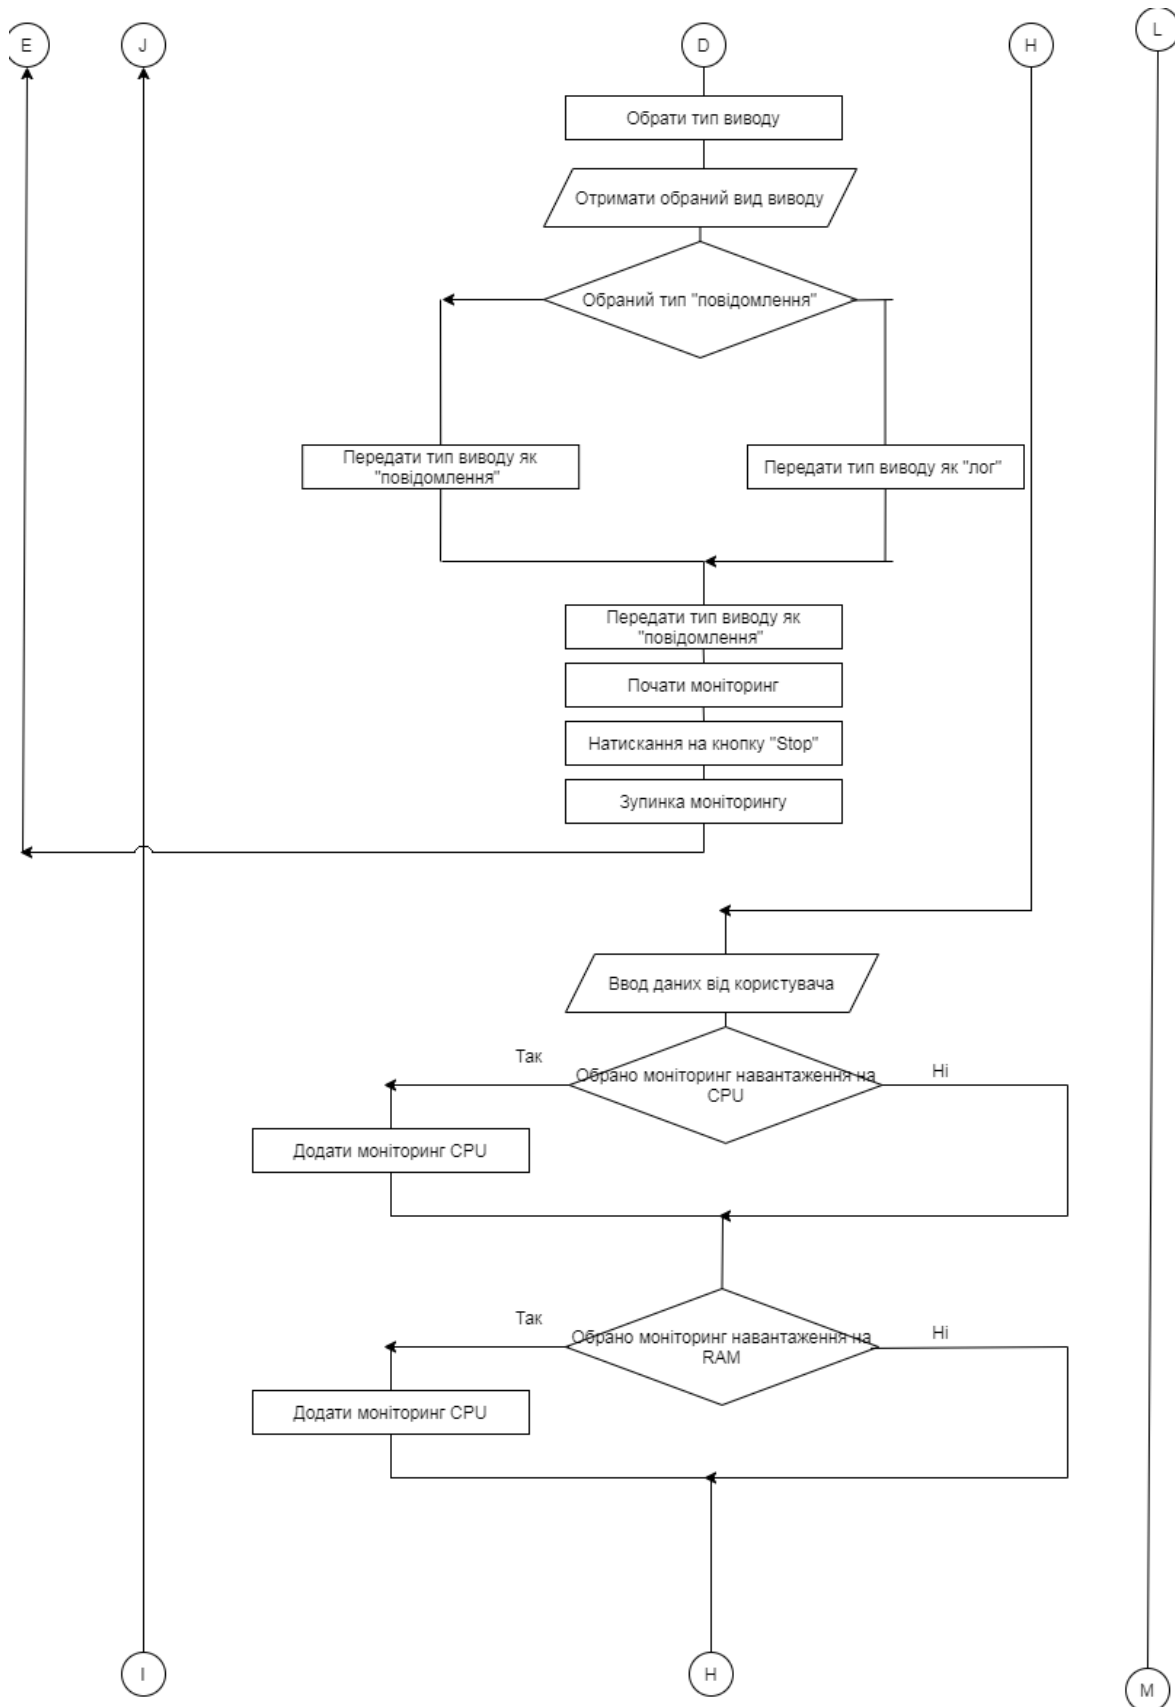 E
J
D
H
L
Обрати тип виводу
Отримати обраний вид виводу
Обраний тип "повідомлення"
Передати тип виводу як
"повідомлення"
Передати тип виводу як "лог"
Передати тип виводу як
"повідомлення"
Почати моніторинг
Натискання на кнопку "Stop"
Зупинка моніторингу
Ввод даних від користувача
Так
Обрано моніторинг навантаження на
CPU
Ні
Додати моніторинг CPU
Так
Обрано моніторинг навантаження на
RAM
Ні
Додати моніторинг CPU
I
H
M